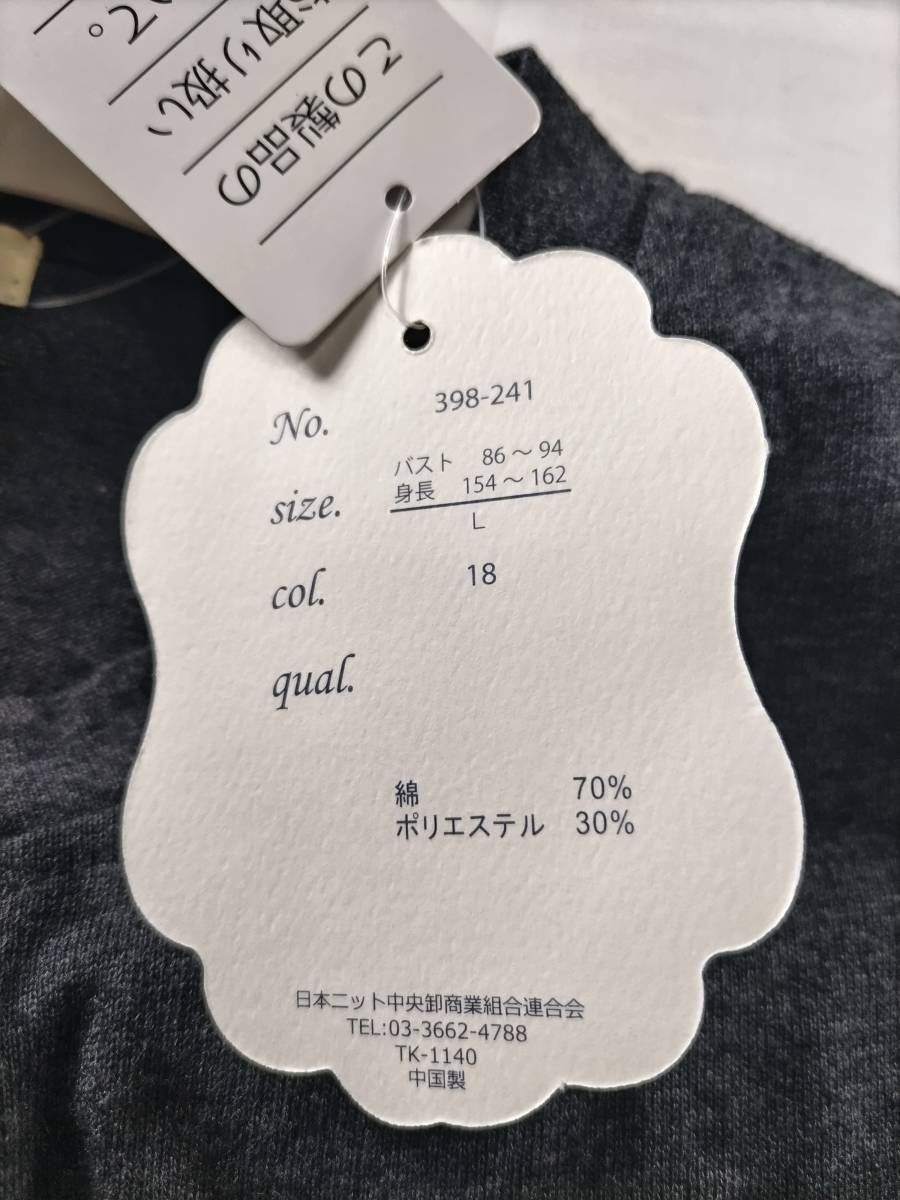 この製品の
お取り扱い
て。
No. 398-241
size. バスト 86～94
身長 154～162
L
col. 18
qual.
綿 70%
ポリエステル 30%
日本ニット中央卸商業組合連合会
TEL:03-3662-4788
TK-1140
中国製